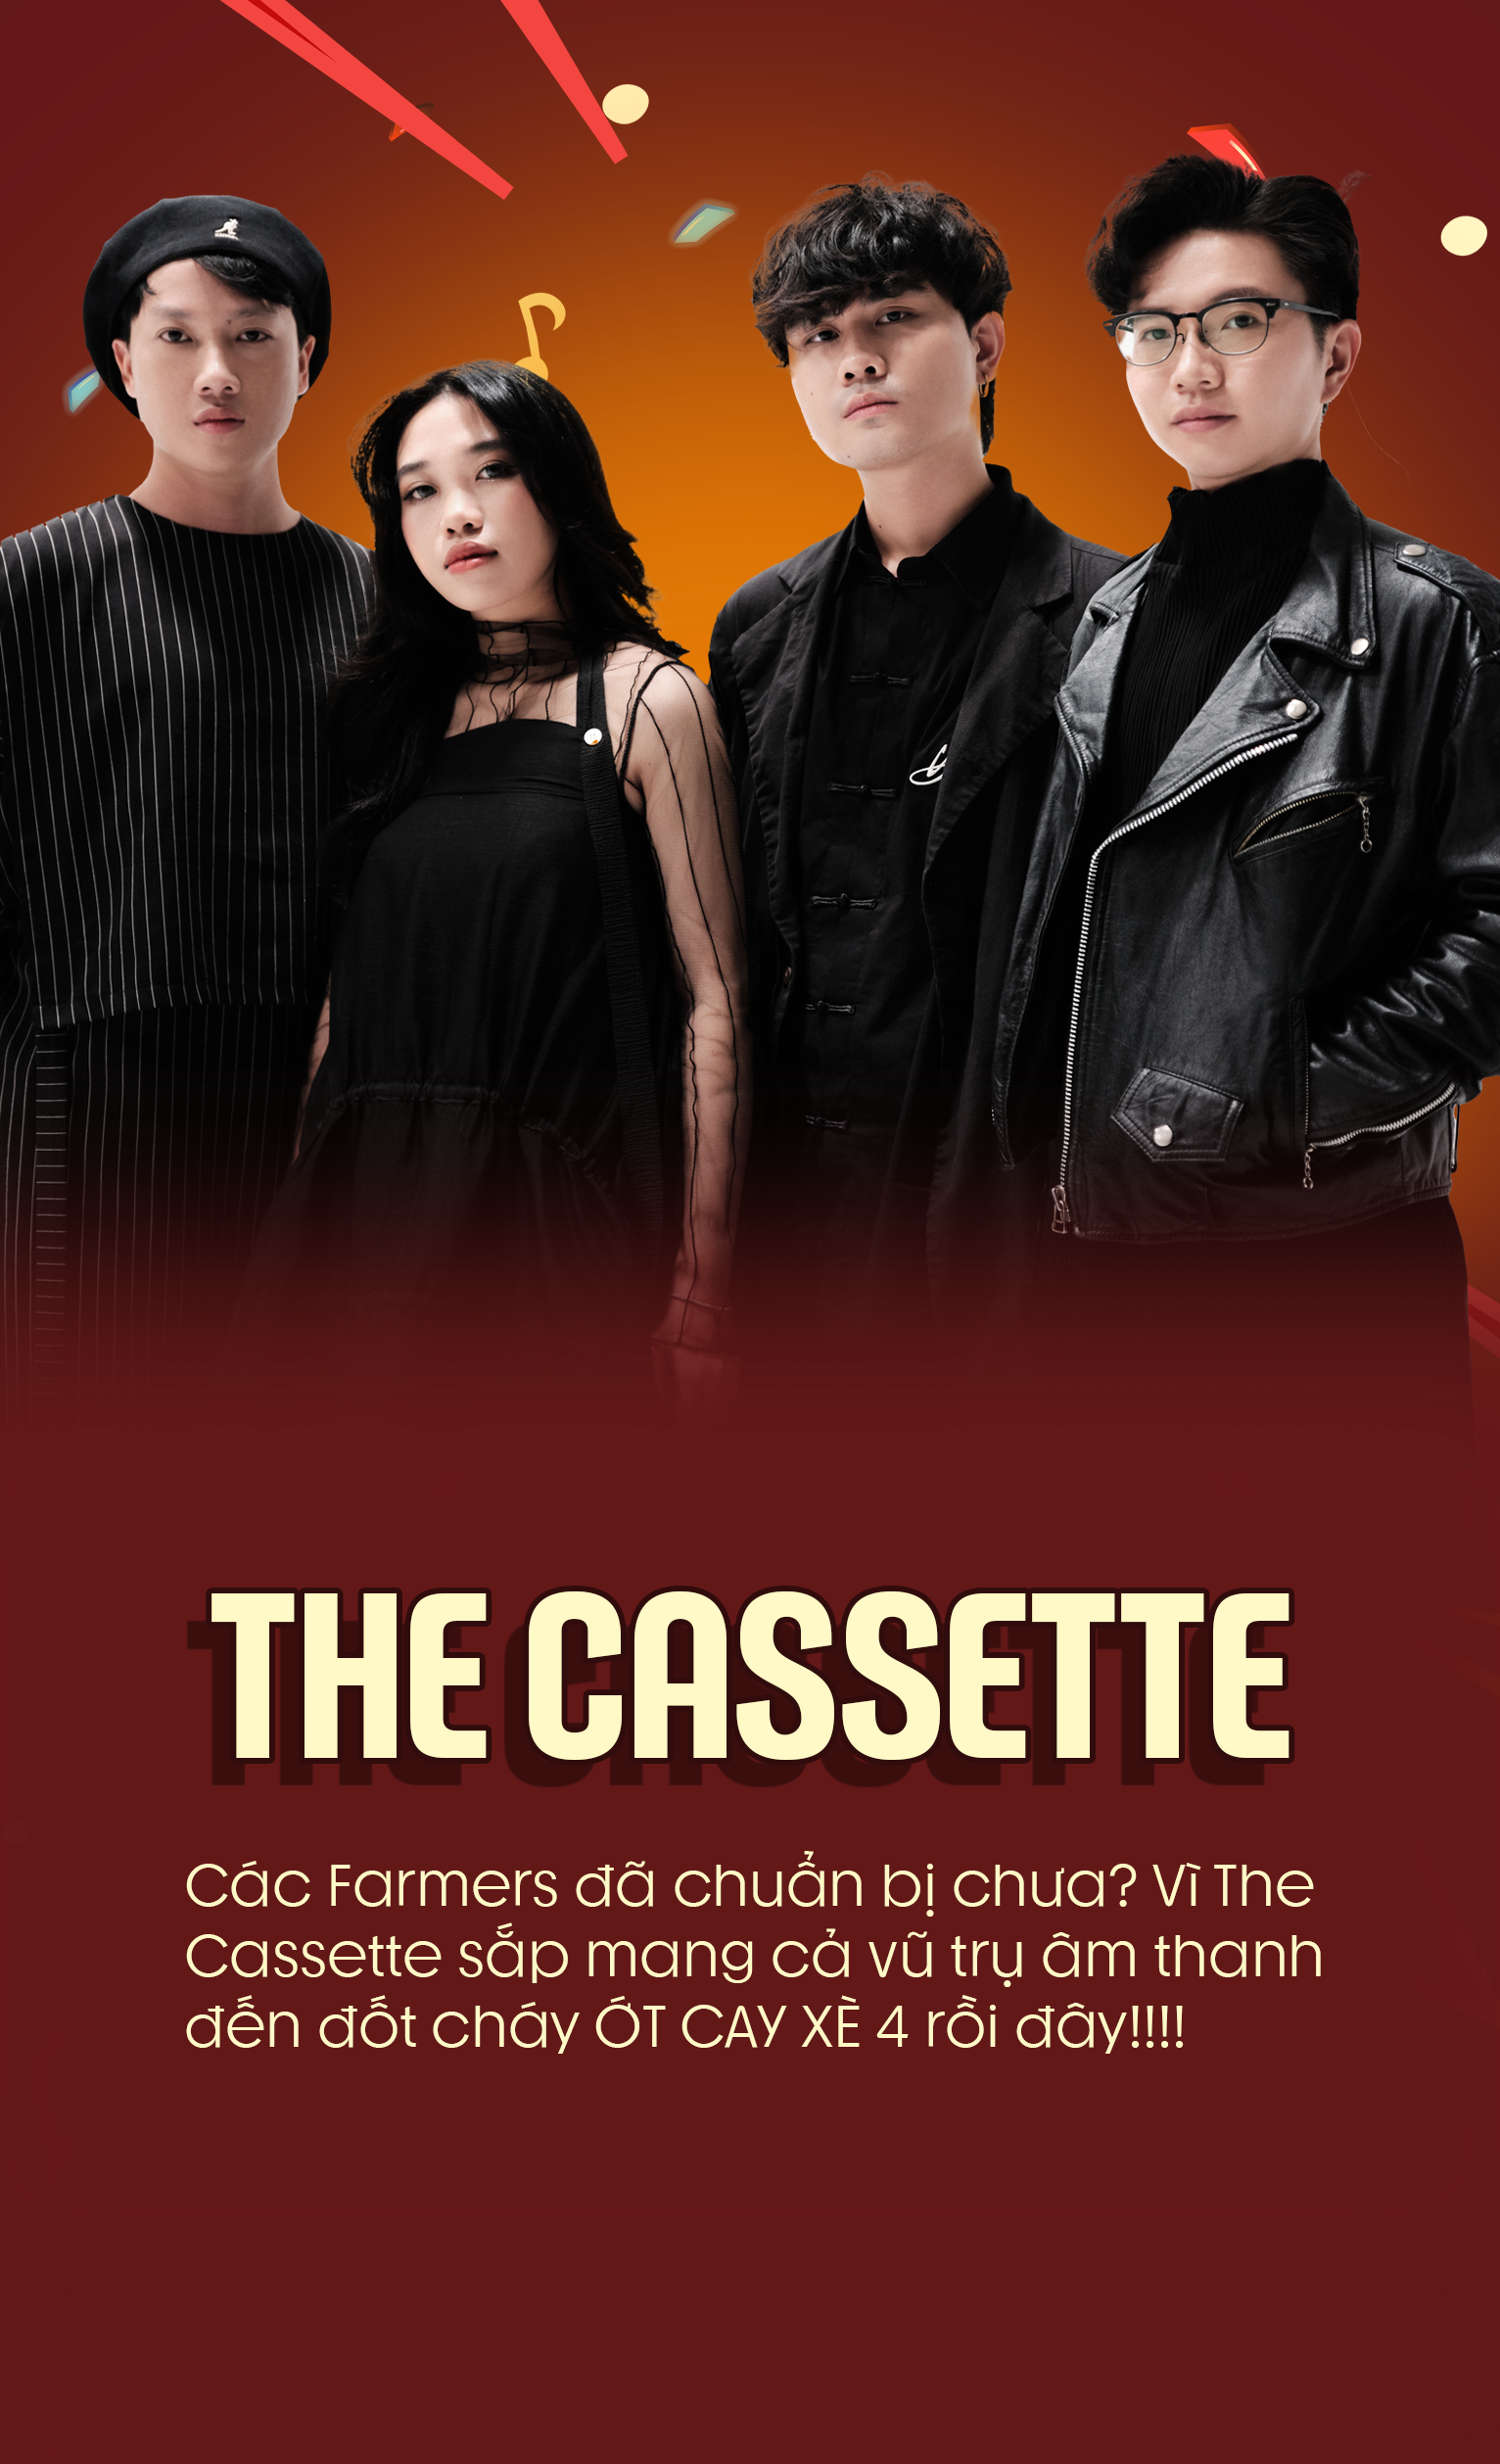 THE CASSETTE
Các Farmers đã chuẩn bị chưa? Vì The
Cassette sắp mang cả vũ trụ âm thanh
đến đốt cháy ỚT CAY XÈ 4 rồi đây!!!!